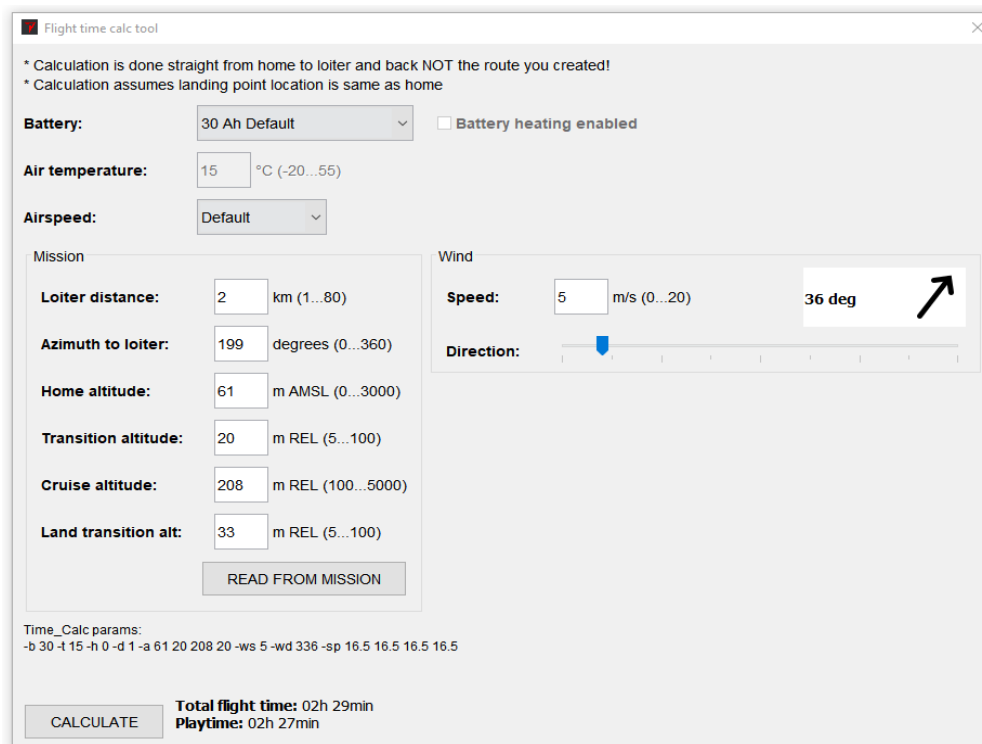 Flight time calc tool
* Calculation is done straight from home to loiter and back NOT the route you created!
* Calculation assumes landing point location is same as home
Battery: 30 Ah Default Battery heating enabled
Air temperature: 15 °C (-20...55)
Airspeed: Default
Mission
Loiter distance: 2 km (1...80)
Azimuth to loiter: 199 degrees (0...360)
Home altitude: 61 m AMSL (0...3000)
Transition altitude: 20 m REL (5...100)
Cruise altitude: 208 m REL (100...5000)
Land transition alt: 33 m REL (5...100)
READ FROM MISSION
Wind
Speed: 5 m/s (0...20) 36 deg
Direction:
Time_Calc params:
-b 30 -t 15 -h 0 -d 1 -a 61 20 208 20 -ws 5 -wd 336 -sp 16.5 16.5 16.5 16.5
CALCULATE
Total flight time: 02h 29min
Playtime: 02h 27min